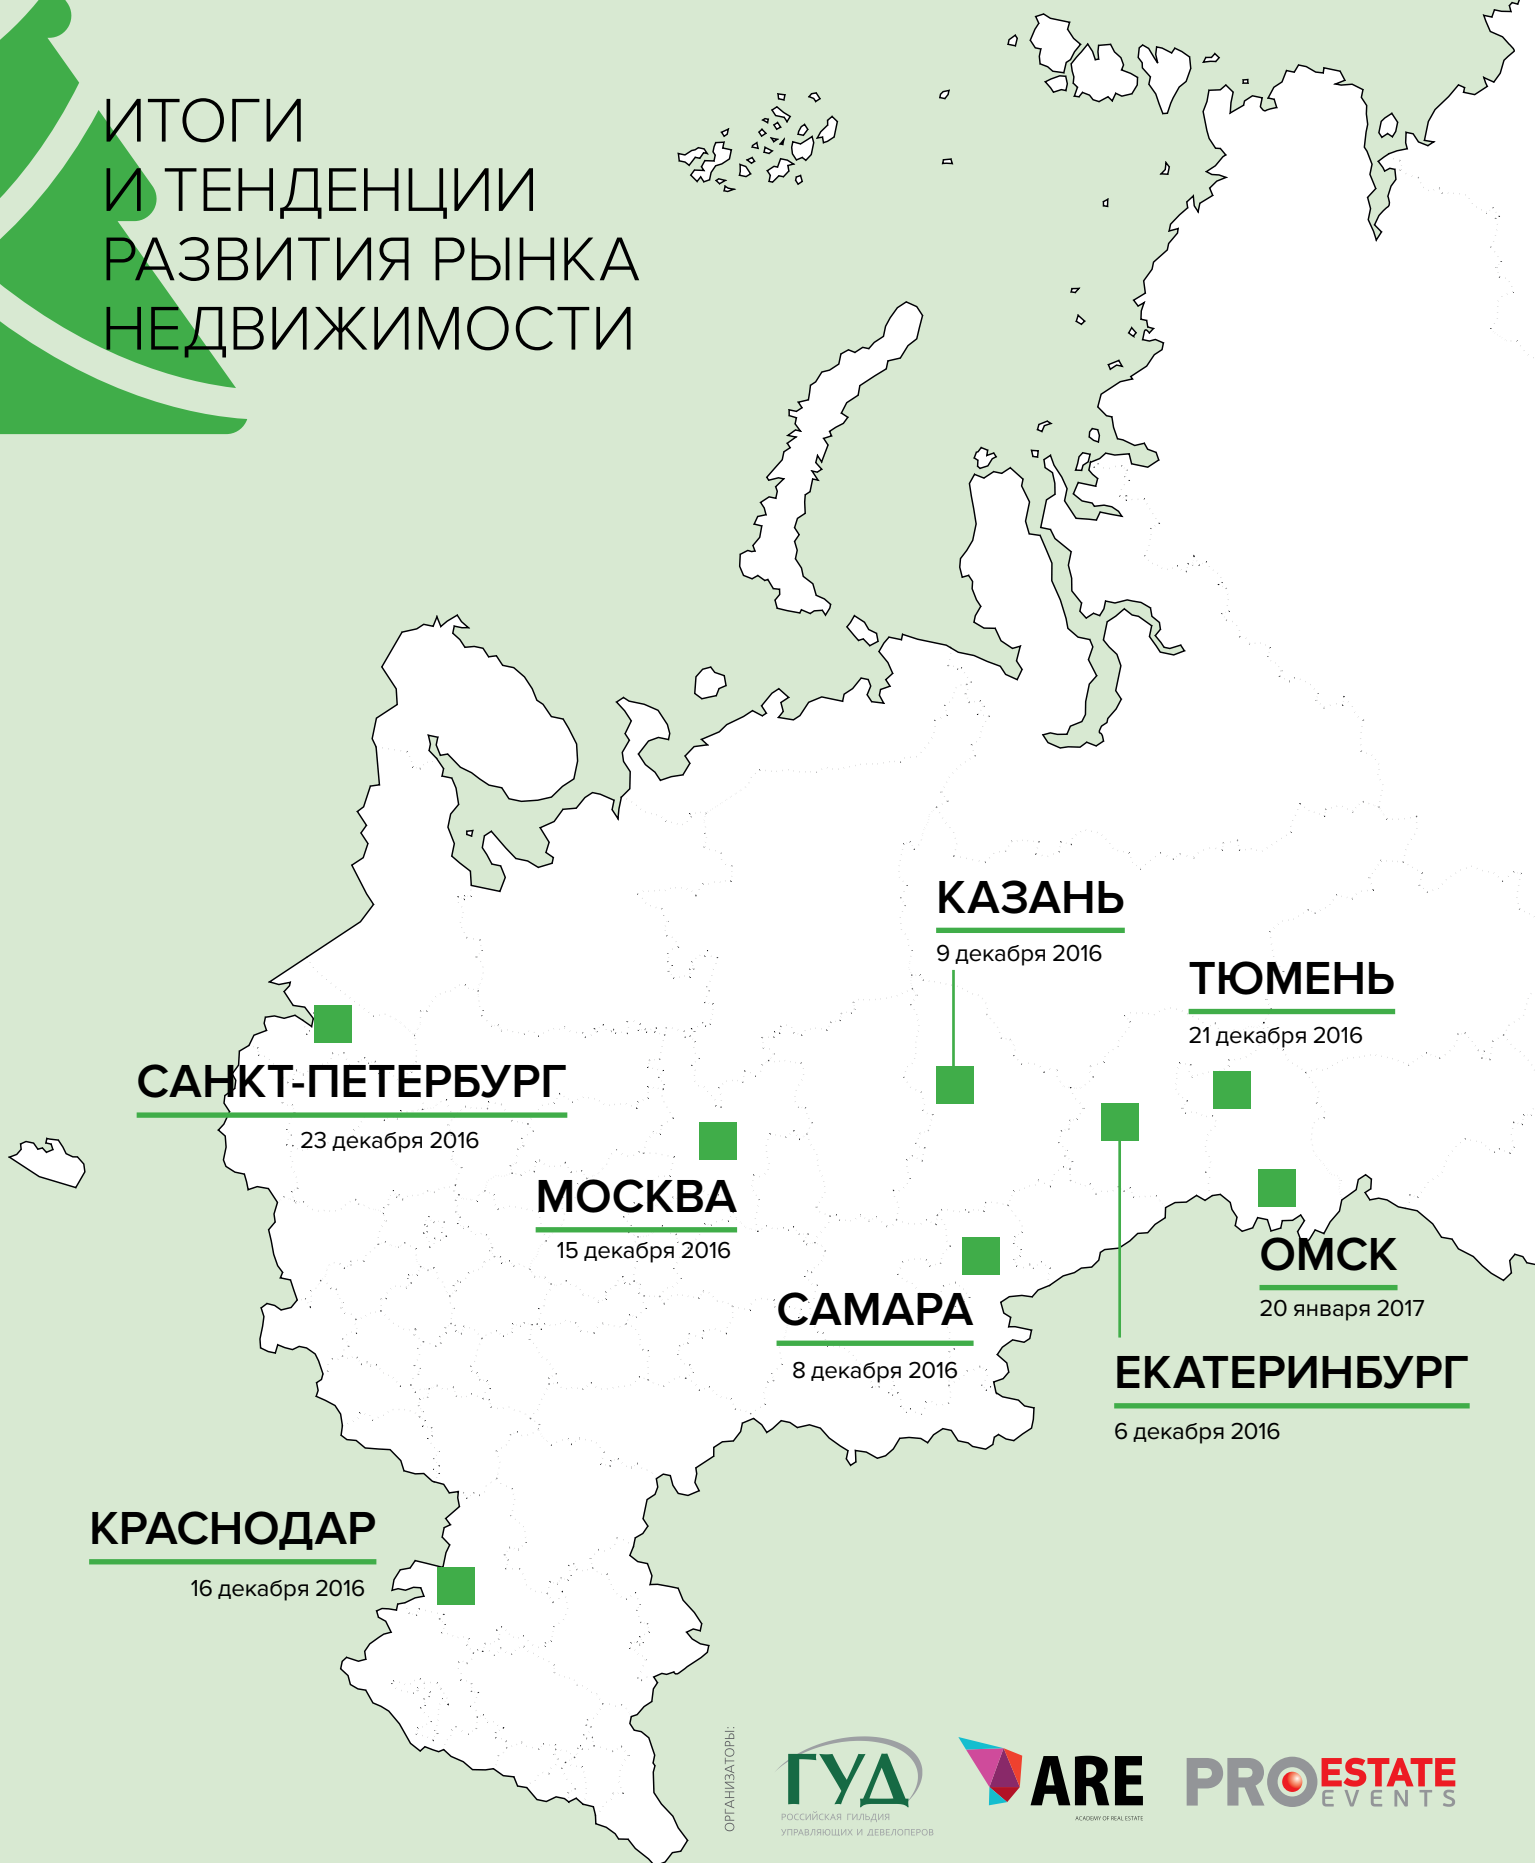 ИТОГИ
И ТЕНДЕНЦИИ
РАЗВИТИЯ РЫНКА
НЕДВИЖИМОСТИ
КАЗАНЬ
9 декабря 2016
ТЮМЕНЬ
21 декабря 2016
САНКТ-ПЕТЕРБУРГ
23 декабря 2016
МОСКВА
15 декабря 2016
ОМСК
20 января 2017
САМАРА
8 декабря 2016
ЕКАТЕРИНБУРГ
6 декабря 2016
КРАСНОДАР
16 декабря 2016
ОРГАНИЗАТОРЫ:
ГУД
РОССИЙСКАЯ ГИЛЬДИЯ
УПРАВЛЯЮЩИХ И ДЕВЕЛОПЕРОВ
ARE
ACADEMY OF REAL ESTATE
PRO ESTATE
EVENTS